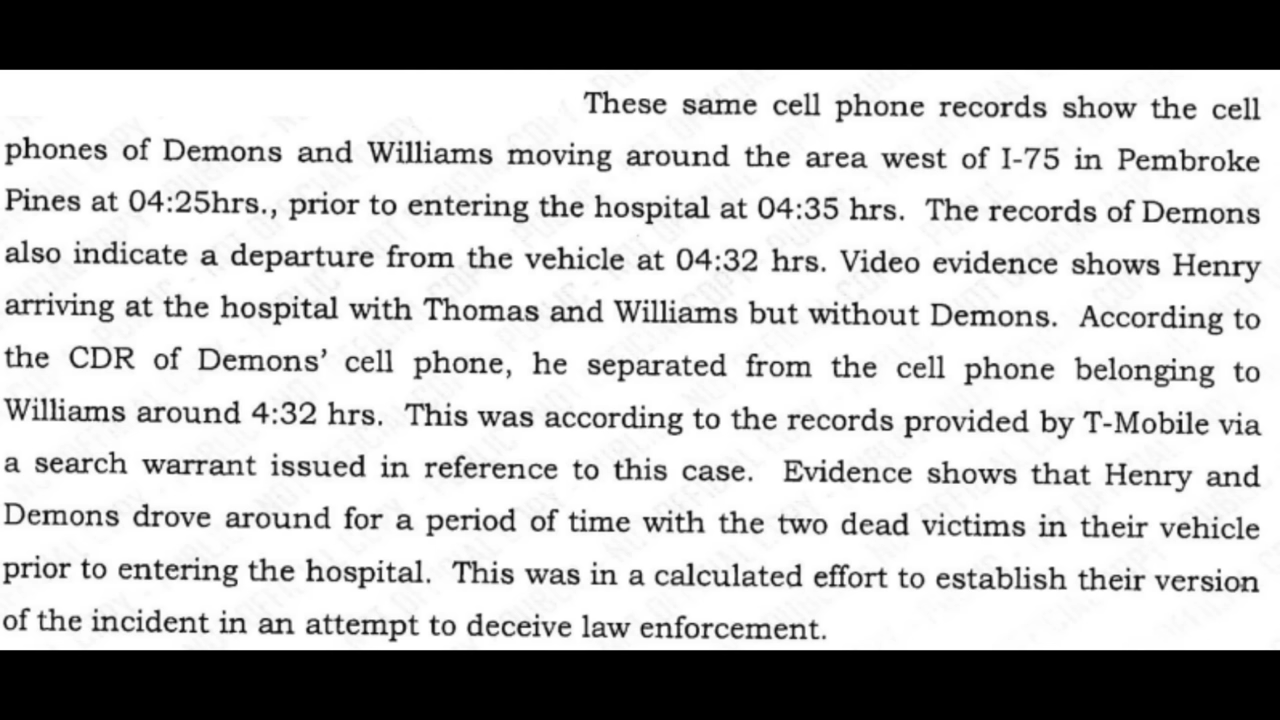 These same cell phone records show the cell
phones of Demons and Williams moving around the area west of I-75 in Pembroke
Pines at 04:25hrs., prior to entering the hospital at 04:35 hrs. The records of Demons
also indicate a departure from the vehicle at 04:32 hrs. Video evidence shows Henry
arriving at the hospital with Thomas and Williams but without Demons. According to
the CDR of Demons' cell phone, he separated from the cell phone belonging to
Williams around 4:32 hrs. This was according to the records provided by T-Mobile via
a search warrant issued in reference to this case. Evidence shows that Henry and
Demons drove around for a period of time with the two dead victims in their vehicle
prior to entering the hospital. This was in a calculated effort to establish their version
of the incident in an attempt to deceive law enforcement.